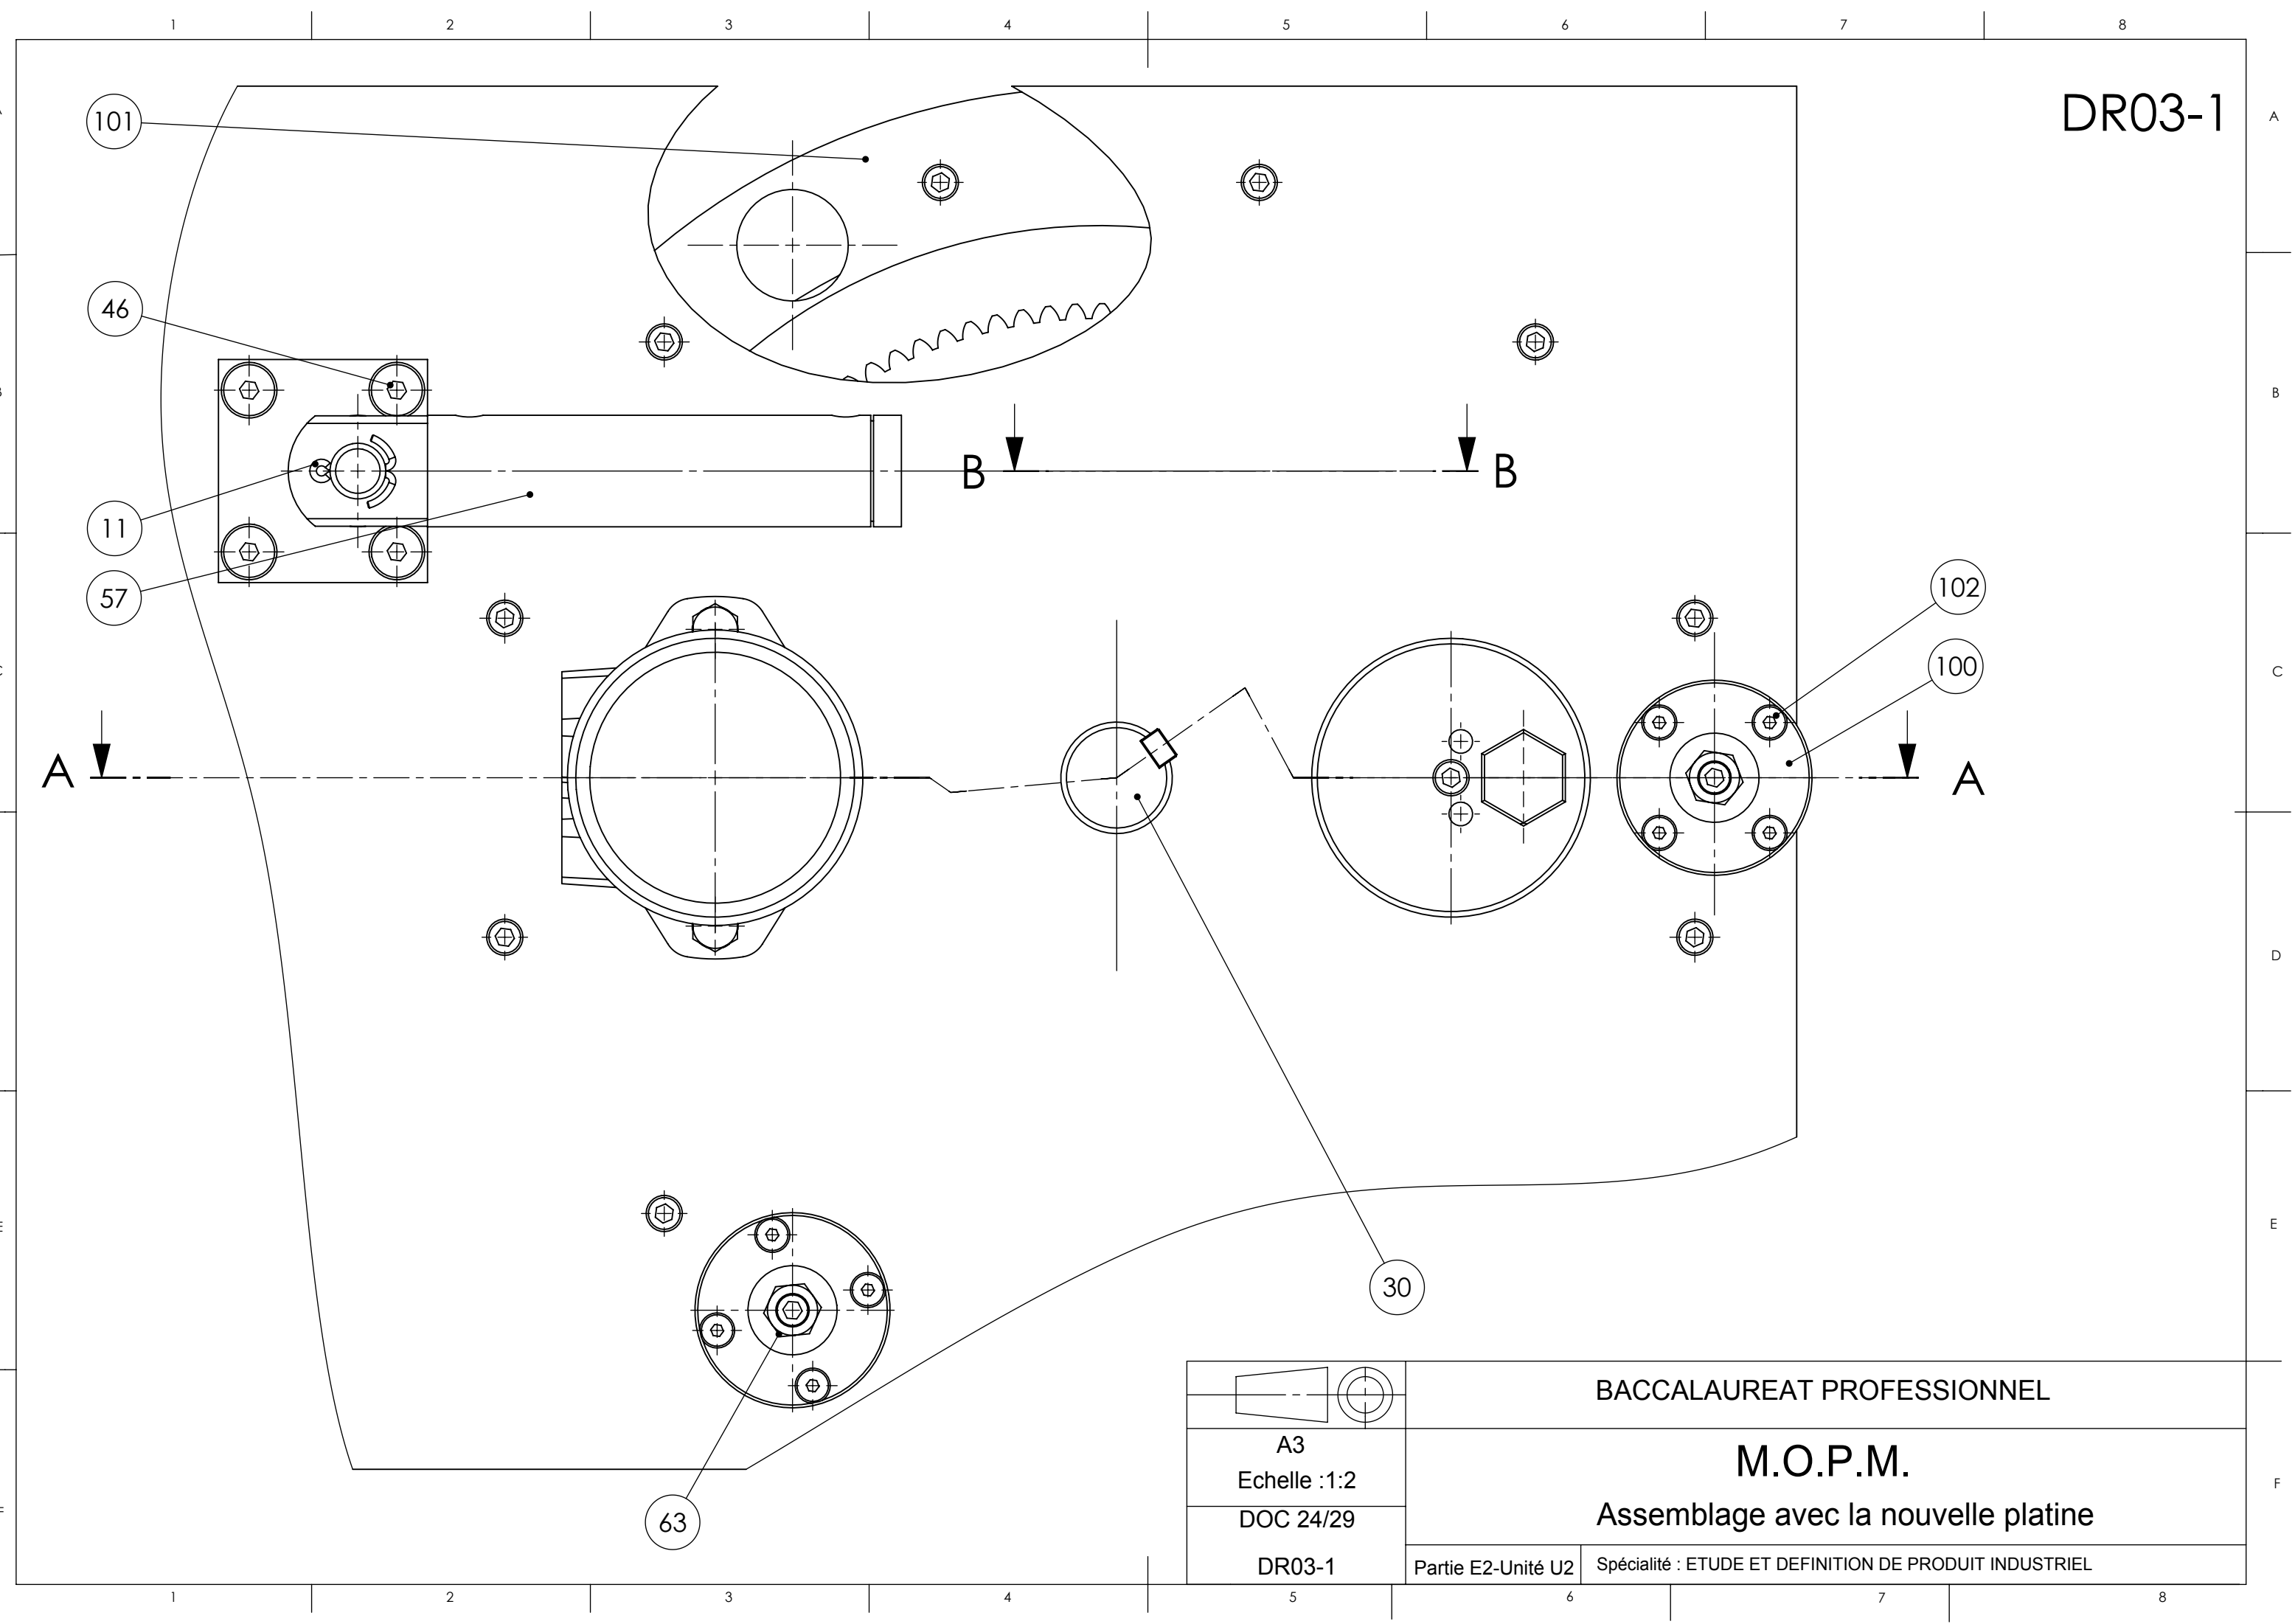 1 2 3 4 5 6 7 8
DR03-1
A A
101
46
B B
B B
11
57
102
100
C C
A A
D
30
E E
63
F F
BACCALAUREAT PROFESSIONNEL
A3
Echelle :1:2
M.O.P.M.
Assemblage avec la nouvelle platine
DOC 24/29
DR03-1
Partie E2-Unité U2
Spécialité : ETUDE ET DEFINITION DE PRODUIT INDUSTRIEL
1 2 3 4 5 6 7 8